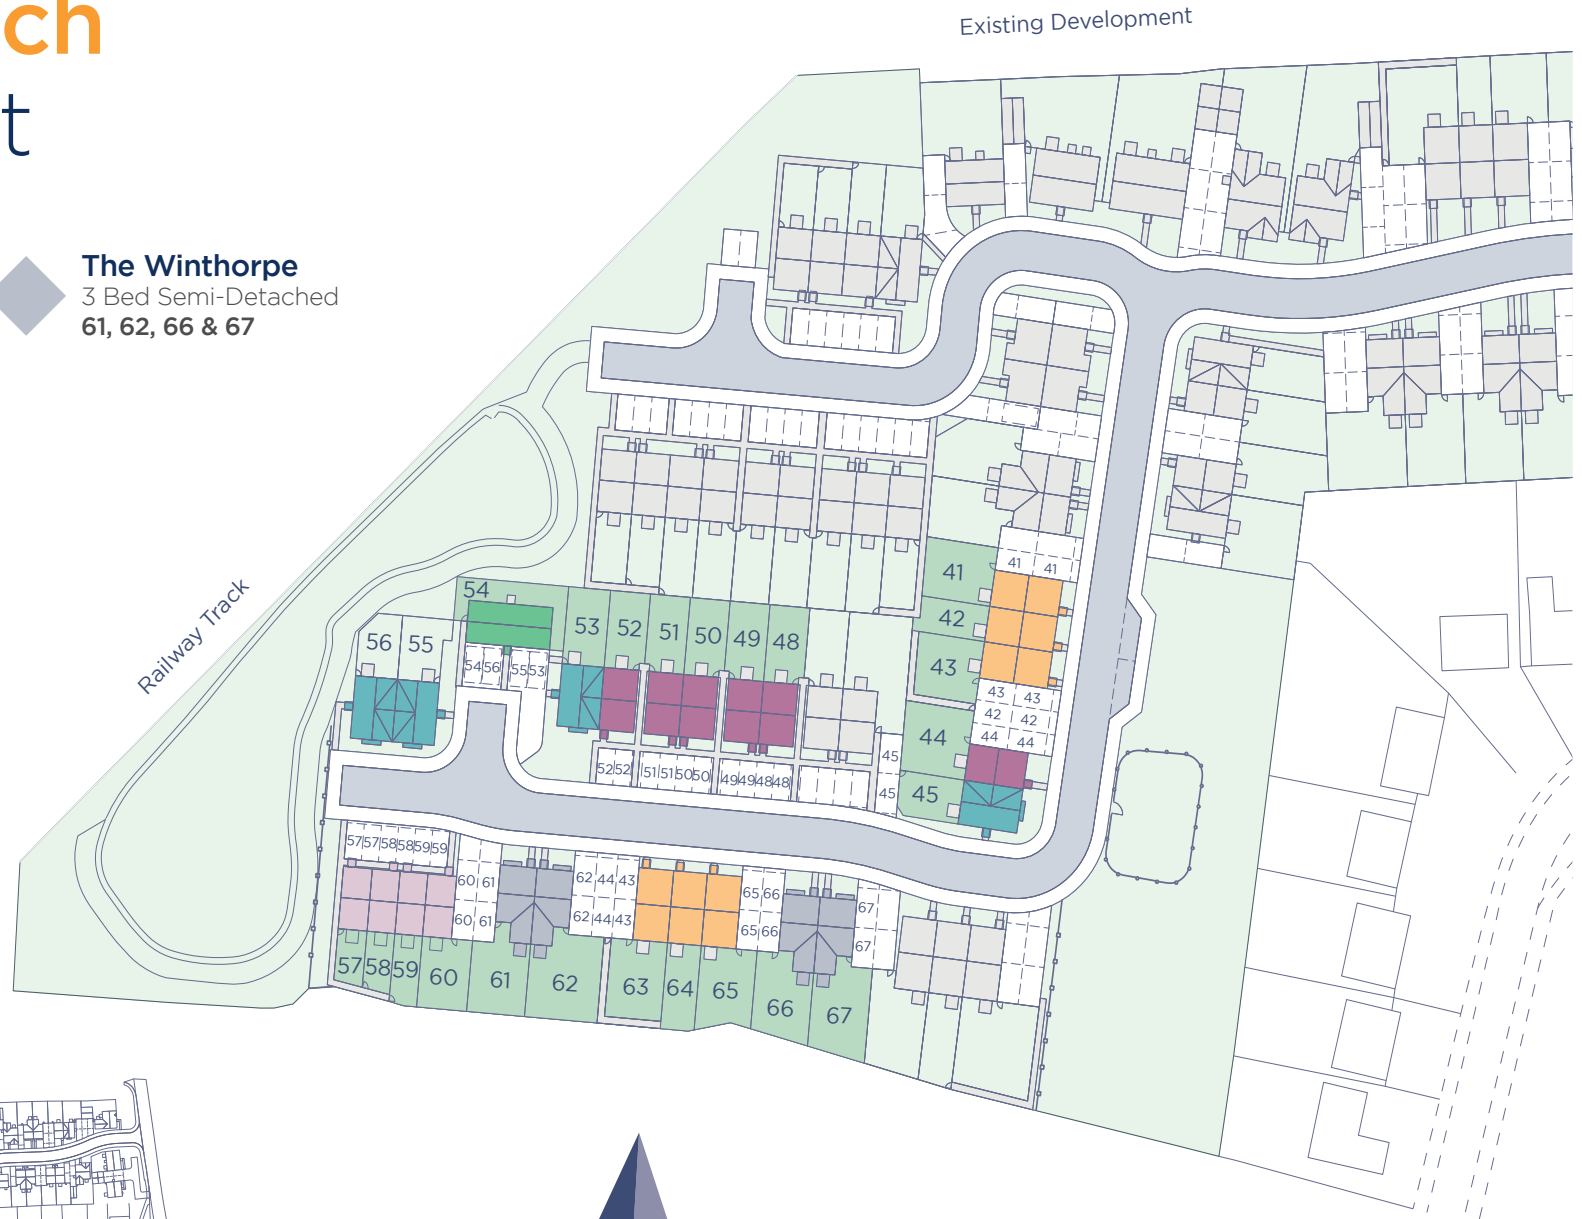 ch
t
Existing Development
The Winthorpe
3 Bed Semi-Detached
61, 62, 66 & 67
Railway Track
41
41 41
42
43
43 43
42 42
44 44
44
45
45
45
54
53 52 51 50 49 48
56 55
54 56 55 53
52 52 51 51 50 50 49 49 48 48
57 57 58 58 59 59
60 61
60 61
62 44 43
62 44 43
65 66
65 66
67
67
57 58 59 60 61 62 63 64 65 66 67